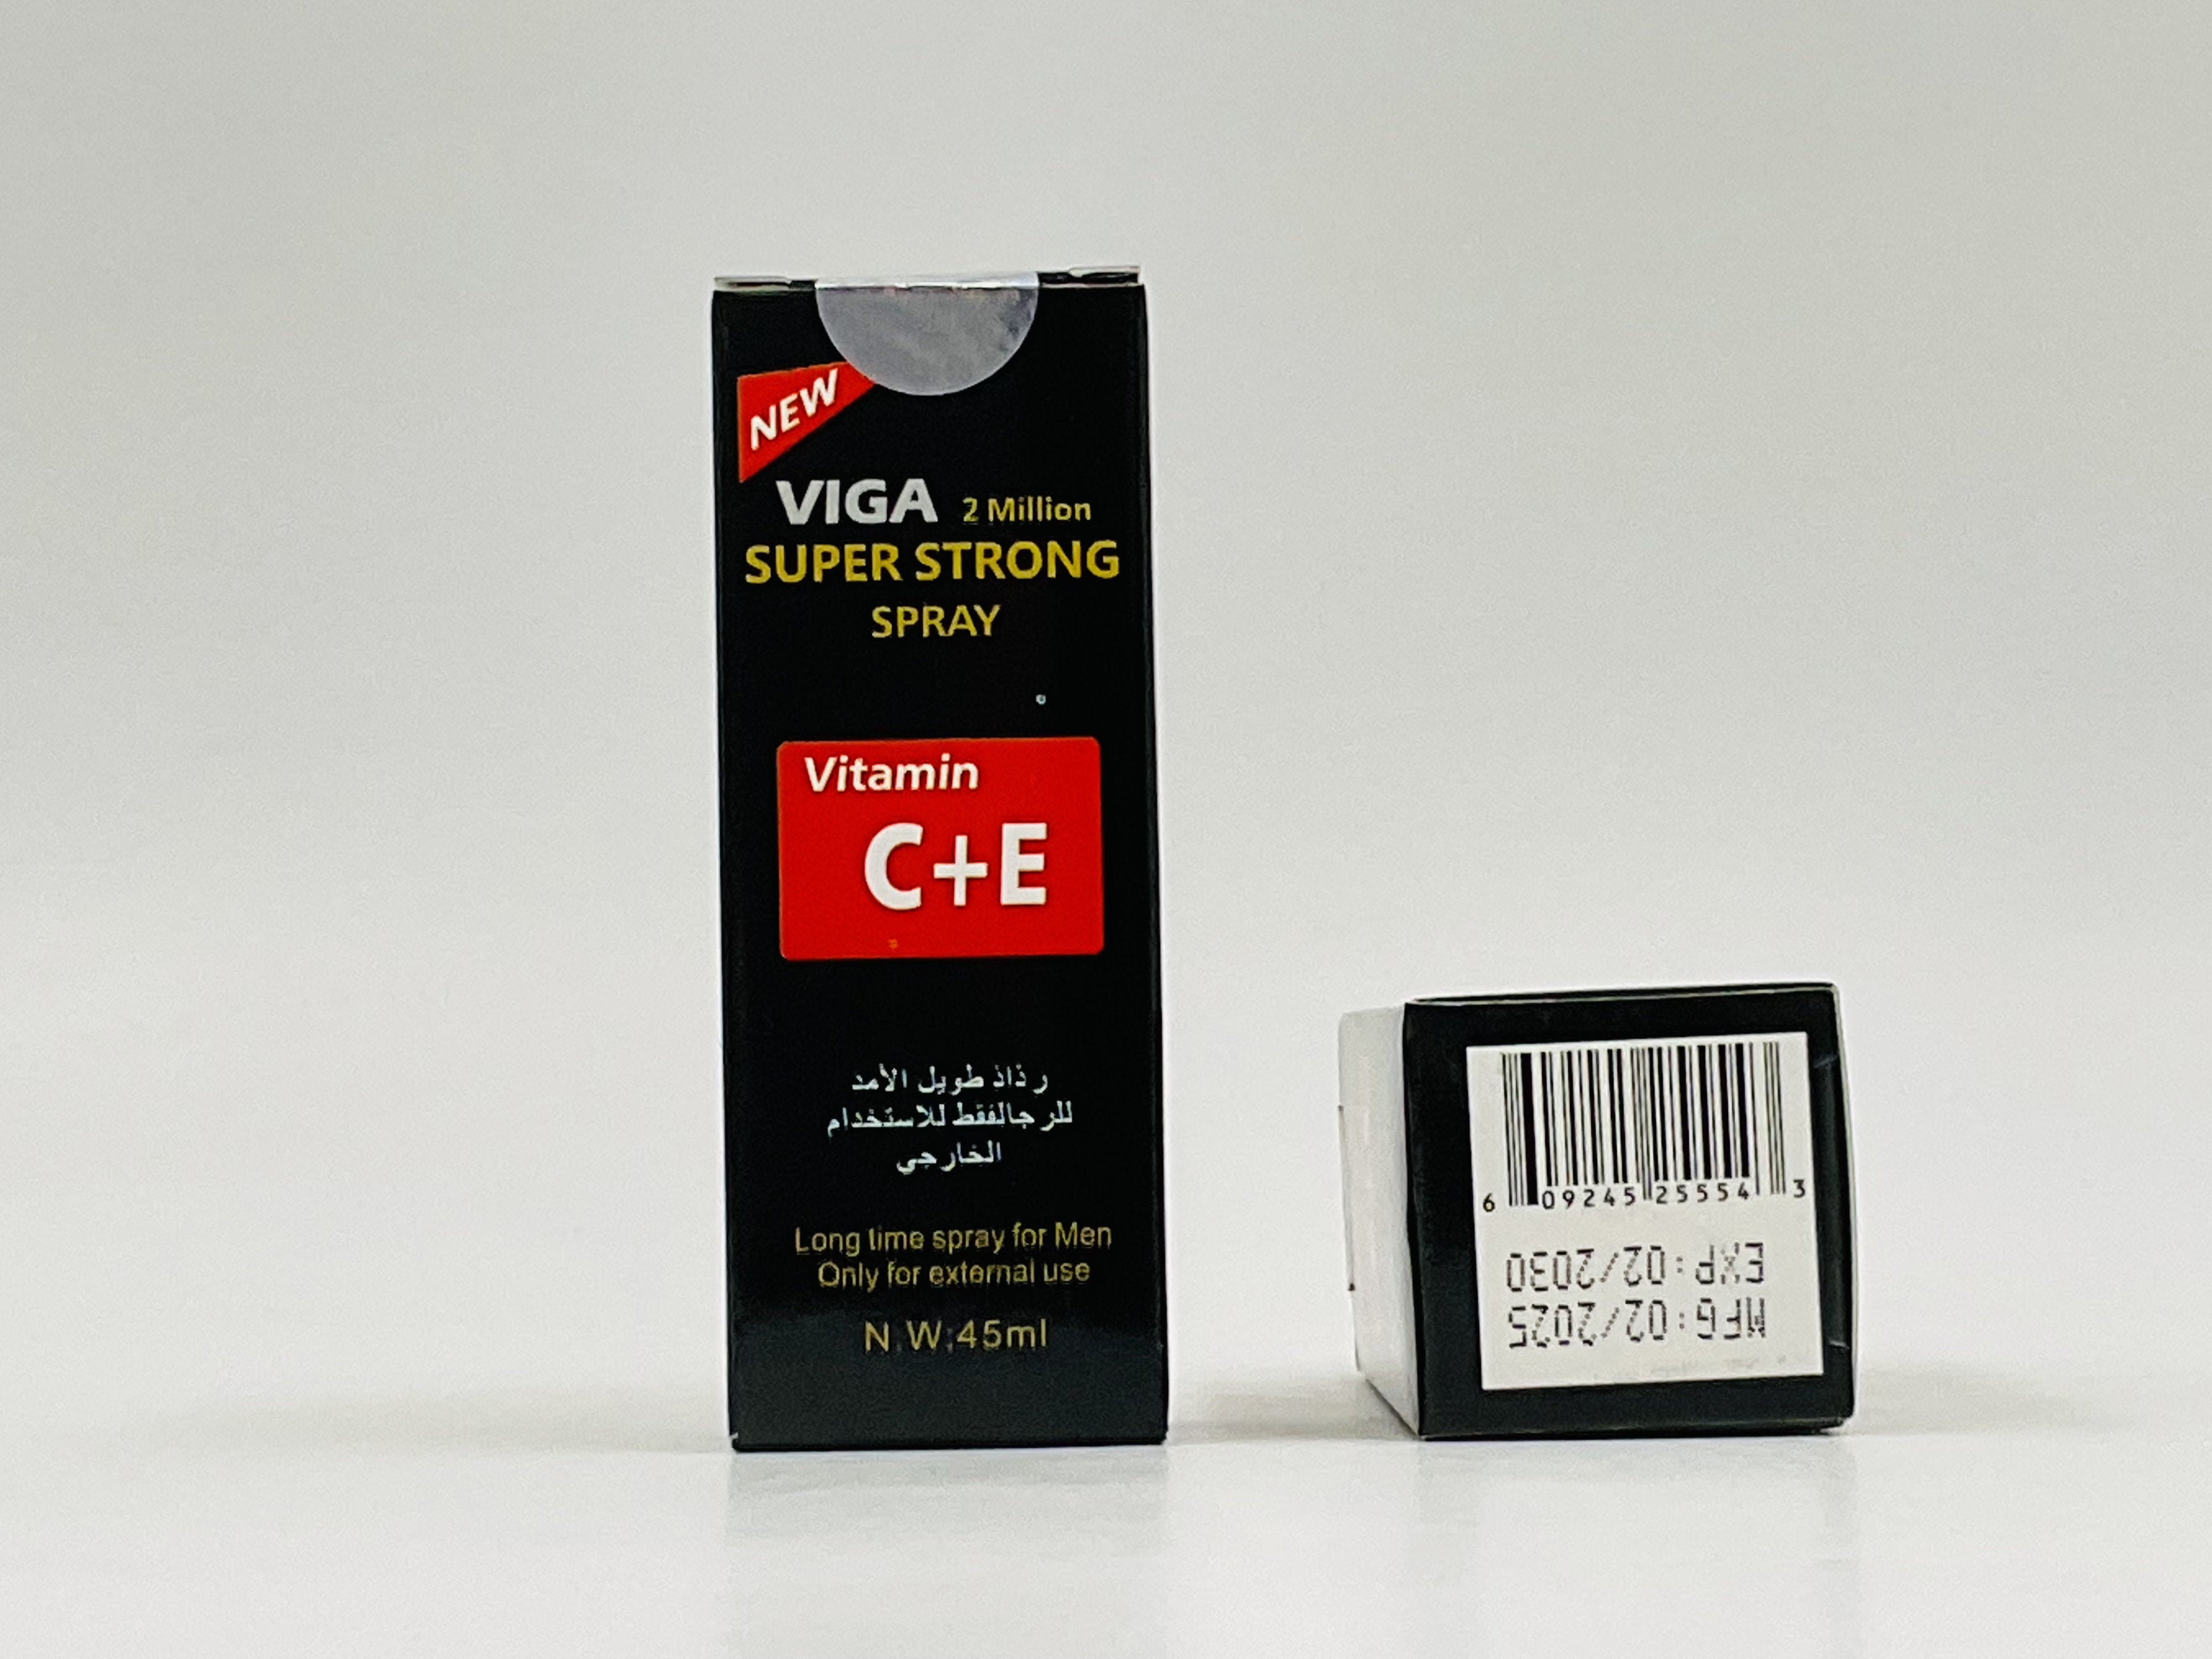 NEW
VIGA 2 Million
SUPER STRONG
SPRAY
Vitamin
C+E
رذاذ طويل الأمد
للرجالفقط للاستخدام
الخارجي
Long time spray for Men
Only for external use
N.W:45ml
6 09245 25554 3
MFG:02/2025
EXP:02/2030